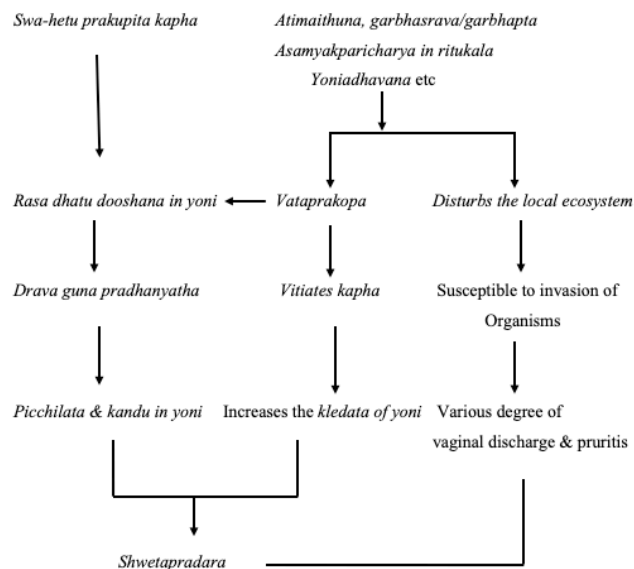 Swa-hetu prakupita kapha
Atimaithuna, garbhasrava/garbhapta
Asamyakparicharya in ritukala
Yoniadhavana etc
Rasa dhatu dooshana in yoni
Vataprakopa
Disturbs the local ecosystem
Drava guna pradhanyatha
Vitiates kapha
Susceptible to invasion of
Organisms
Picchilata & kandu in yoni
Increases the kledata of yoni
Various degree of
vaginal discharge & pruritis
Shwetapradara